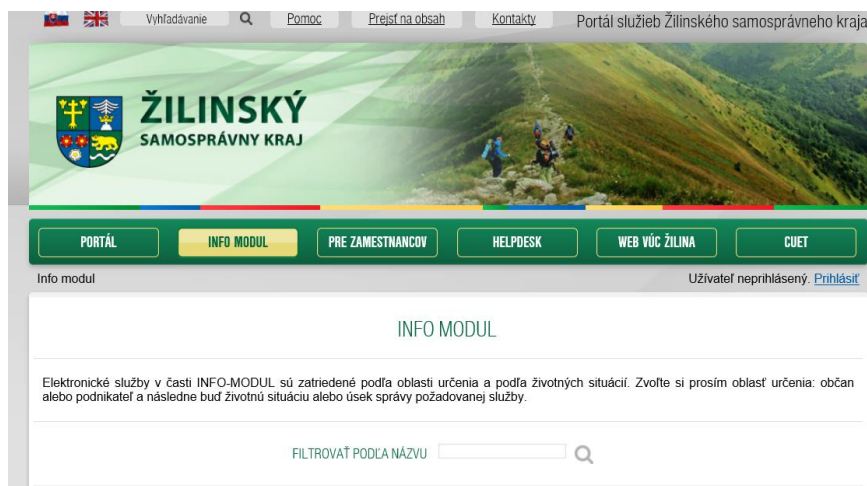 Vyhľadávanie Pomoc Prejsť na obsah Kontakty Portál služieb Žilinského samosprávneho kraja
ŽILINSKÝ
SAMOSPRÁVNY KRAJ
PORTÁL INFO MODUL PRE ZAMESTNANCOV HELPDESK WEB VÚC ŽILINA CUET
Info modul Užívateľ neprihlásený. Prihlásiť
INFO MODUL
Elektronické služby v časti INFO-MODUL sú zatriedené podľa oblasti určenia a podľa životných situácií. Zvoľte si prosím oblasť určenia: občan
alebo podnikateľ a následne buď životnú situáciu alebo úsek správy požadovanej služby.
FILTROVAŤ PODĽA NÁZVU